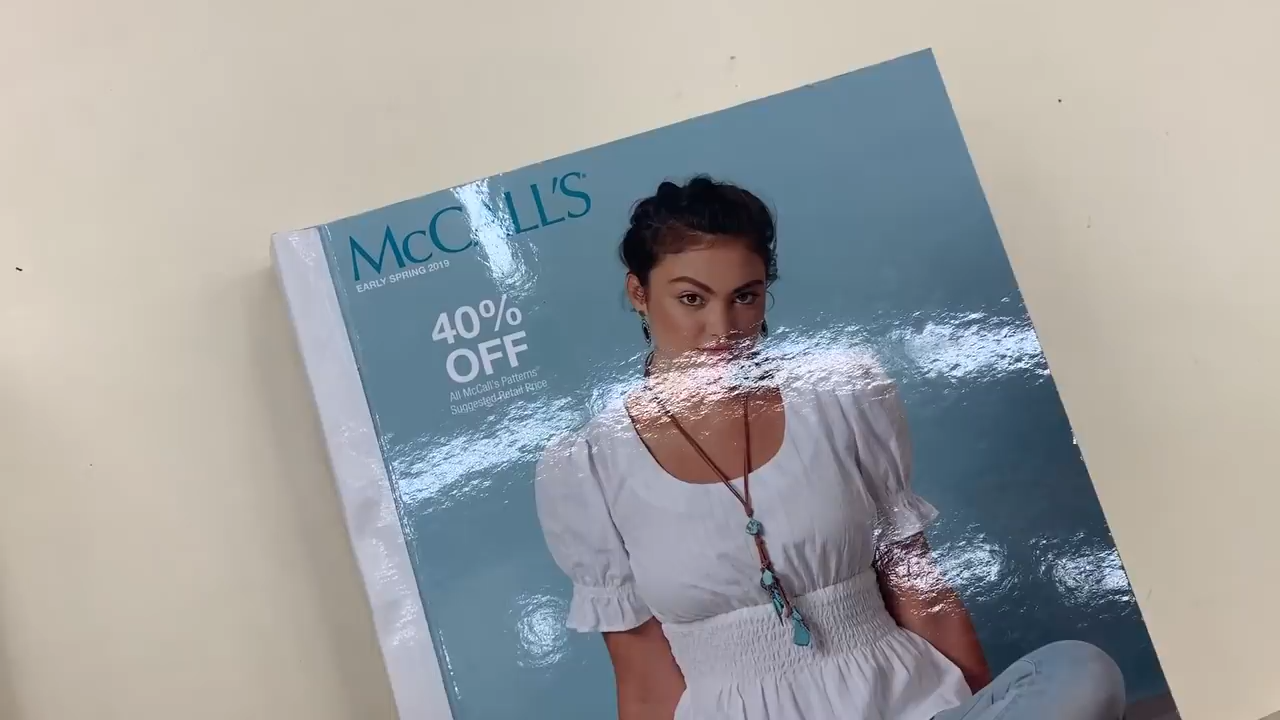 McCALL'S
EARLY SPRING 2019
40%
OFF
All McCall's Patterns
Suggested Retail Price